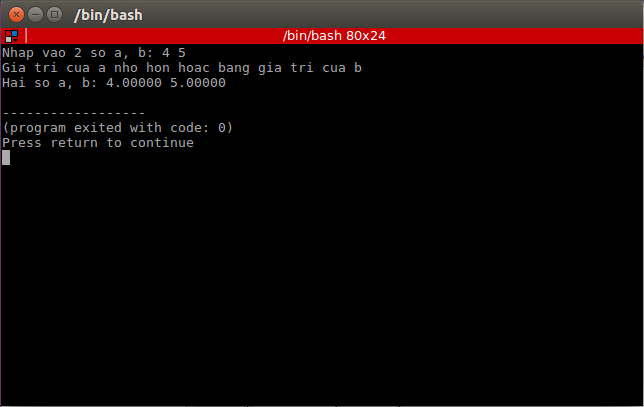 /bin/bash
/bin/bash 80x24
Nhap vao 2 so a, b: 4 5
Gia tri cua a nho hon hoac bang gia tri cua b
Hai so a, b: 4.00000 5.00000
------------------
(program exited with code: 0)
Press return to continue